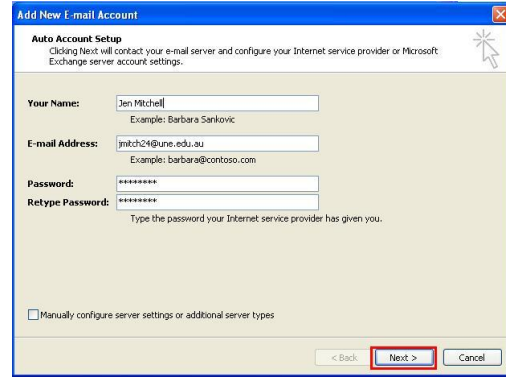 Add New E-mail Account
Auto Account Setup
Clicking Next will contact your e-mail server and configure your Internet service provider or Microsoft
Exchange server account settings.
Your Name: Jen Mitchell
Example: Barbara Sankovic
E-mail Address: jmitch24@une.edu.au
Example: barbara@contoso.com
Password: ********
Retype Password: ********
Type the password your Internet service provider has given you.
Manually configure server settings or additional server types
< Back Next > Cancel